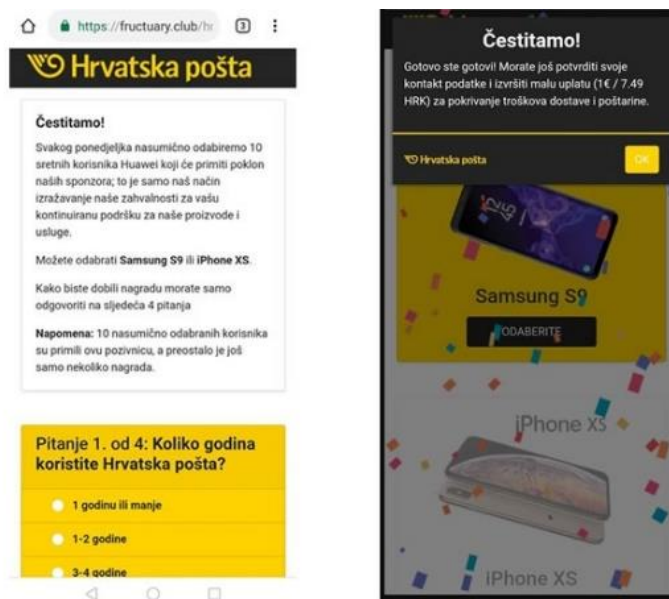 https://fructuary.club/hr
3
Hrvatska pošta
Čestitamo!
Svakog ponedjeljka nasumično odabiremo 10
sretnih korisnika Huawei koji će primiti poklon
naših sponzora; to je samo naš način
izražavanje naše zahvalnosti za vašu
kontinuiranu podršku za naše proizvode i
usluge.
Možete odabrati Samsung S9 ili iPhone XS.
Kako biste dobili nagradu morate samo
odgovoriti na sljedeća 4 pitanja
Napomena: 10 nasumično odabranih korisnika
su primili ovu pozivnicu, a preostalo je još
samo nekoliko nagrada.
Pitanje 1. od 4: Koliko godina
koristite Hrvatska pošta?
1 godinu ili manje
1-2 godine
3-4 godine
Čestitamo!
Gotovo ste gotovi! Morate još potvrditi svoje
kontakt podatke i izvršiti malu uplatu (1€ / 7.49
HRK) za pokrivanje troškova dostave i poštarine.
Hrvatska pošta
OK
12
45
Samsung S9
ODABERITE
iPhone XS
iPhone XS